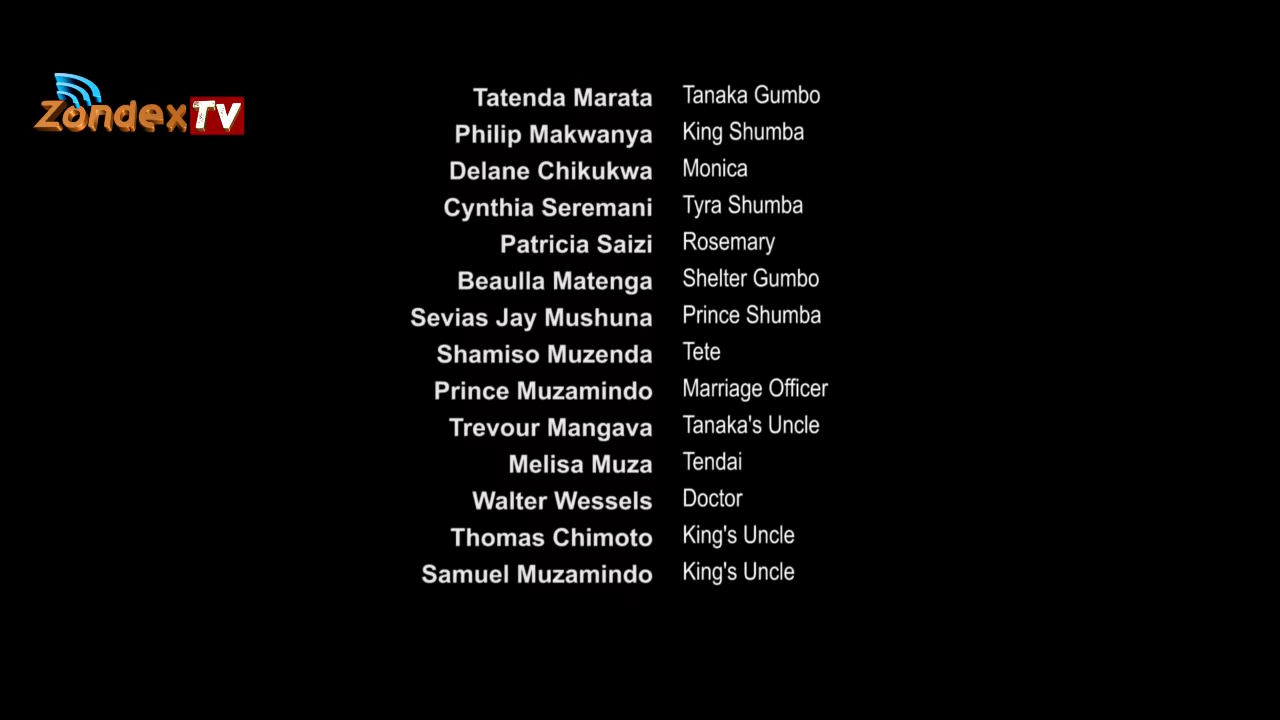 ZondexTV
Tatenda Marata Tanaka Gumbo
Philip Makwanya King Shumba
Delane Chikukwa Monica
Cynthia Seremani Tyra Shumba
Patricia Saizi Rosemary
Beaulla Matenga Shelter Gumbo
Sevias Jay Mushuna Prince Shumba
Shamiso Muzenda Tete
Prince Muzamindo Marriage Officer
Trevour Mangava Tanaka's Uncle
Melisa Muza Tendai
Walter Wessels Doctor
Thomas Chimoto King's Uncle
Samuel Muzamindo King's Uncle